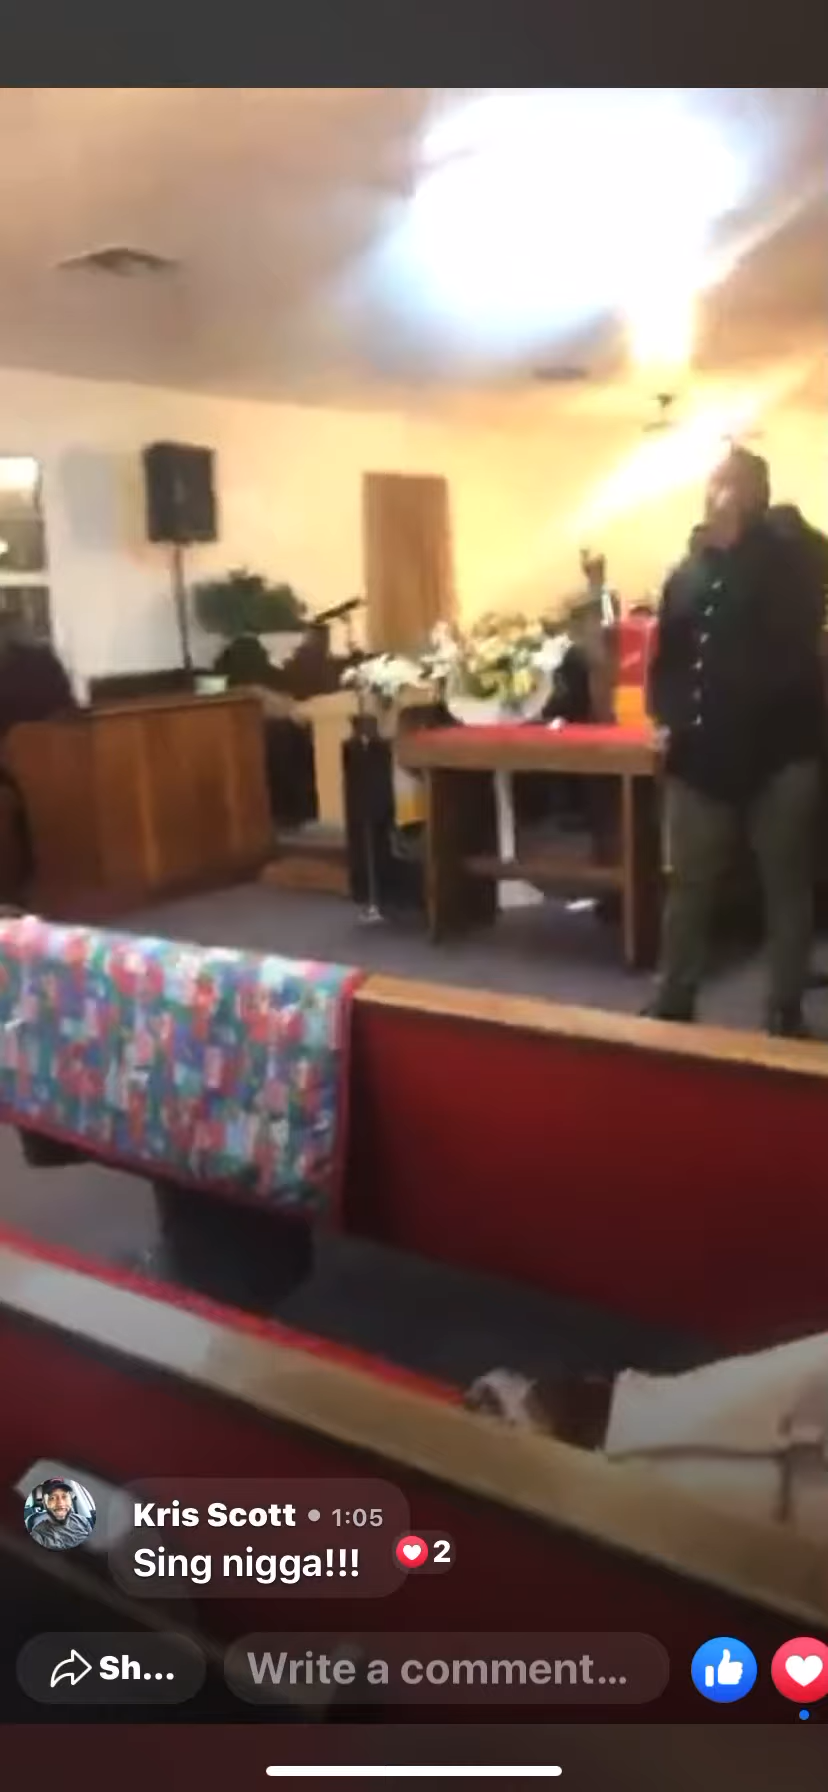 Kris Scott • 1:05
Sing nigga!!!
2
Sh...
Write a comment...